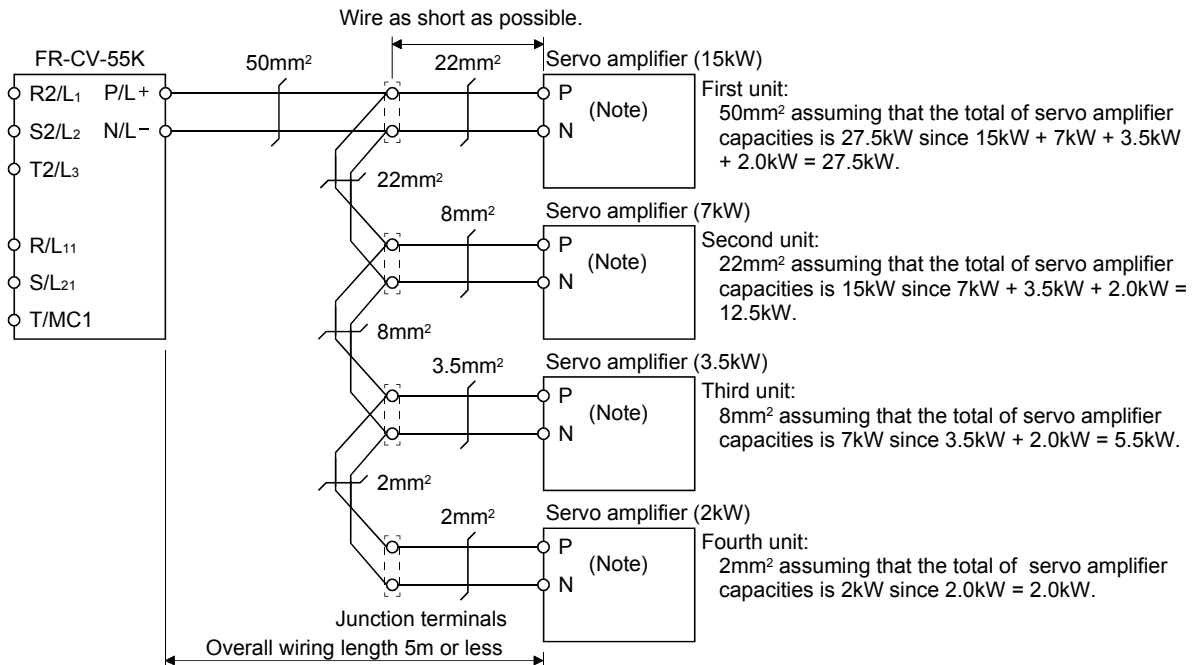 Wire as short as possible.
FR-CV-55K
50mm²
22mm²
Servo amplifier (15kW)
R2/L1 P/L+
S2/L2 N/L−
T2/L3
R/L11
S/L21
T/MC1
P
(Note)
N
First unit:
50mm² assuming that the total of servo amplifier
capacities is 27.5kW since 15kW + 7kW + 3.5kW
+ 2.0kW = 27.5kW.
22mm²
8mm²
Servo amplifier (7kW)
P
(Note)
N
Second unit:
22mm² assuming that the total of servo amplifier
capacities is 15kW since 7kW + 3.5kW + 2.0kW =
12.5kW.
8mm²
3.5mm²
Servo amplifier (3.5kW)
P
(Note)
N
Third unit:
8mm² assuming that the total of servo amplifier
capacities is 7kW since 3.5kW + 2.0kW = 5.5kW.
2mm²
2mm²
Servo amplifier (2kW)
P
(Note)
N
Fourth unit:
2mm² assuming that the total of servo amplifier
capacities is 2kW since 2.0kW = 2.0kW.
Junction terminals
Overall wiring length 5m or less